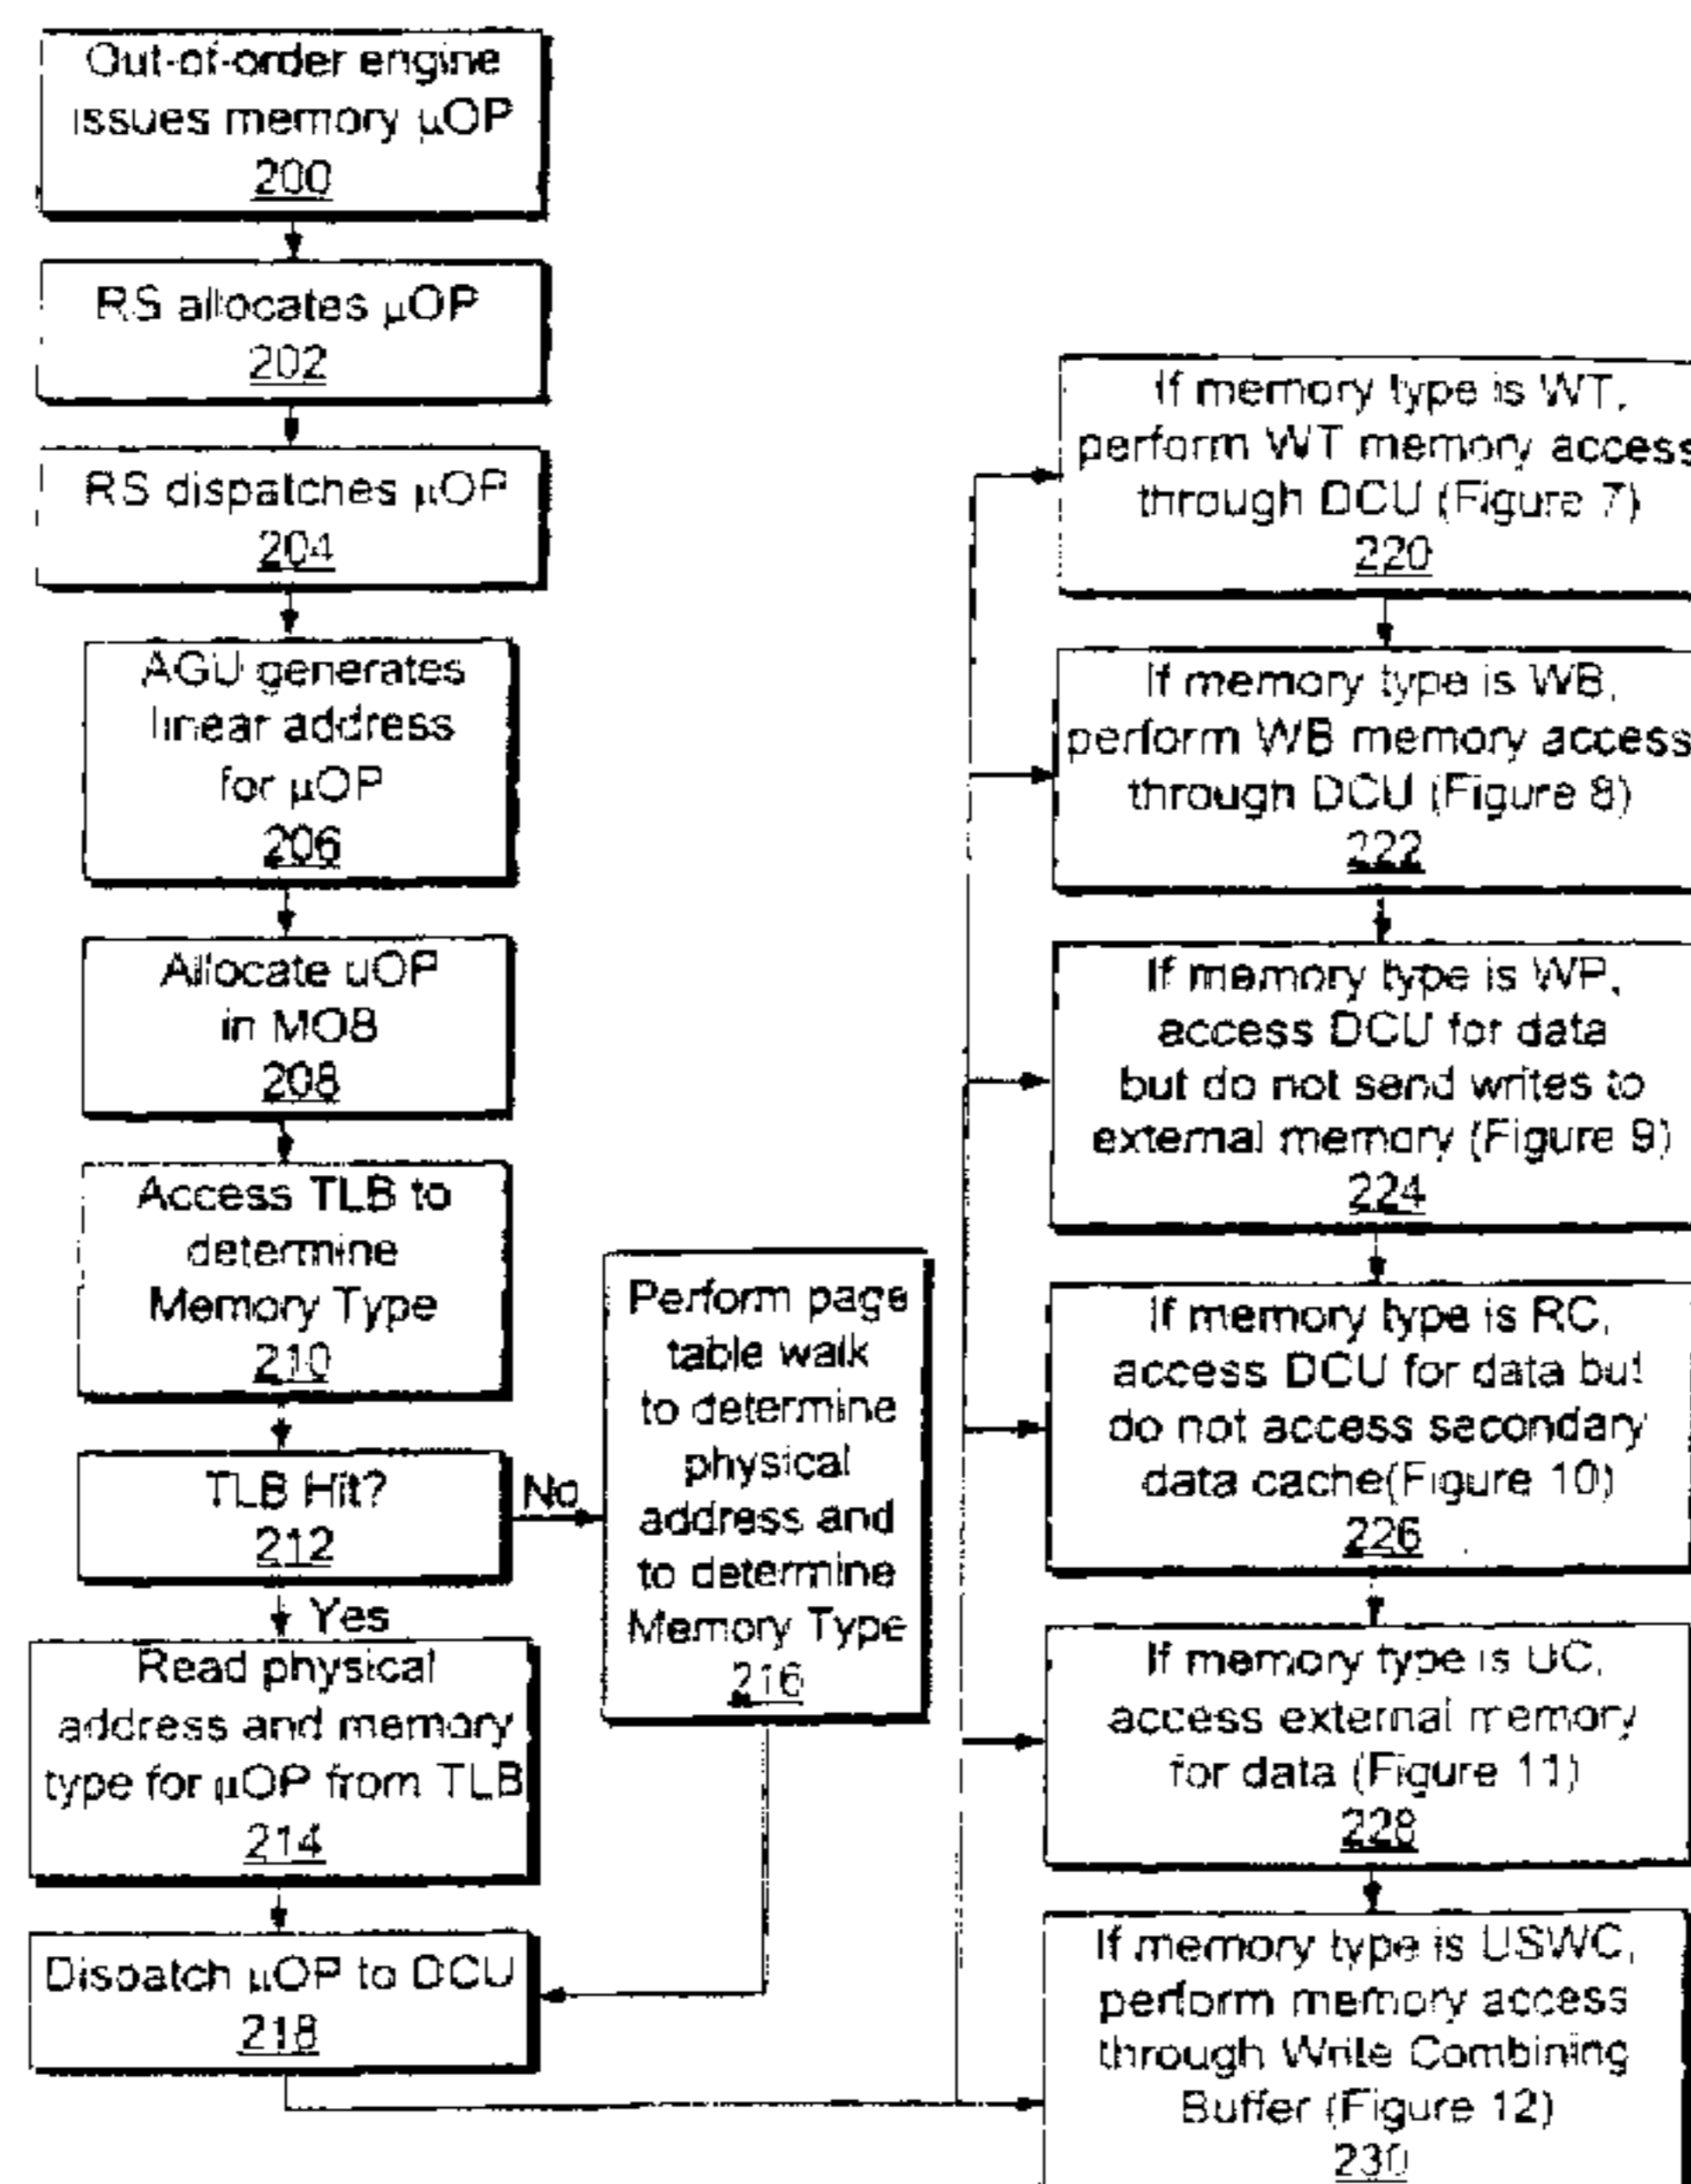 Out-of-order engine
issues memory µOP
200
RS allocates µOP
202
RS dispatches µOP
204
AGU generates
linear address
for µOP
206
Allocate uOP
in MOB
208
Access TLB to
determine
Memory Type
210
TLB Hit?
212
No
Yes
Read physical
address and memory
type for µOP from TLB
214
Perform page
table walk
to determine
physical
address and
to determine
Memory Type
216
Dispatch µOP to DCU
218
If memory type is WT,
perform WT memory access
through DCU (Figure 7)
220
If memory type is WB,
perform WB memory access
through DCU (Figure 8)
222
If memory type is WP,
access DCU for data
but do not send writes to
external memory (Figure 9)
224
If memory type is RC,
access DCU for data but
do not access secondary
data cache(Figure 10)
226
If memory type is UC,
access external memory
for data (Figure 11)
228
If memory type is USWC,
perform memory access
through Write Combining
Buffer (Figure 12)
230